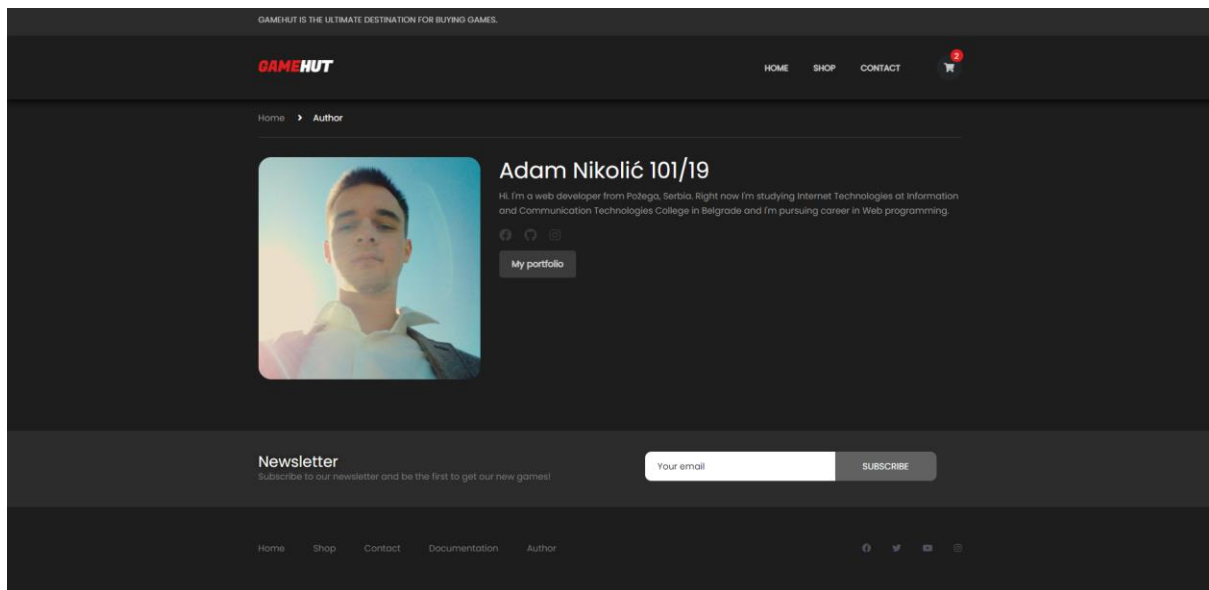 GAMEHUT IS THE ULTIMATE DESTINATION FOR BUYING GAMES.
GAMEHUT
HOME SHOP CONTACT
2
Home > Author
Adam Nikolić 101/19
Hi. I'm a web developer from Požega, Serbia. Right now I'm studying Internet Technologies at Information
and Communication Technologies College in Belgrade and I'm pursuing career in Web programming.
My portfolio
Newsletter
Subscribe to our newsletter and be the first to get our new games!
Your email
SUBSCRIBE
Home Shop Contact Documentation Author